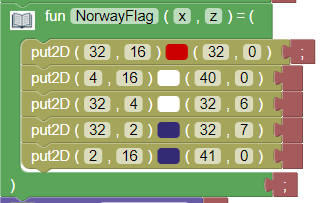 fun NorwayFlag ( x , z ) = (
put2D ( 32 , 16 ) ( 32 , 0 ) ;
put2D ( 4 , 16 ) ( 40 , 0 )
put2D ( 32 , 4 ) ( 32 , 6 )
put2D ( 32 , 2 ) ( 32 , 7 )
put2D ( 2 , 16 ) ( 41 , 0 )
) ;